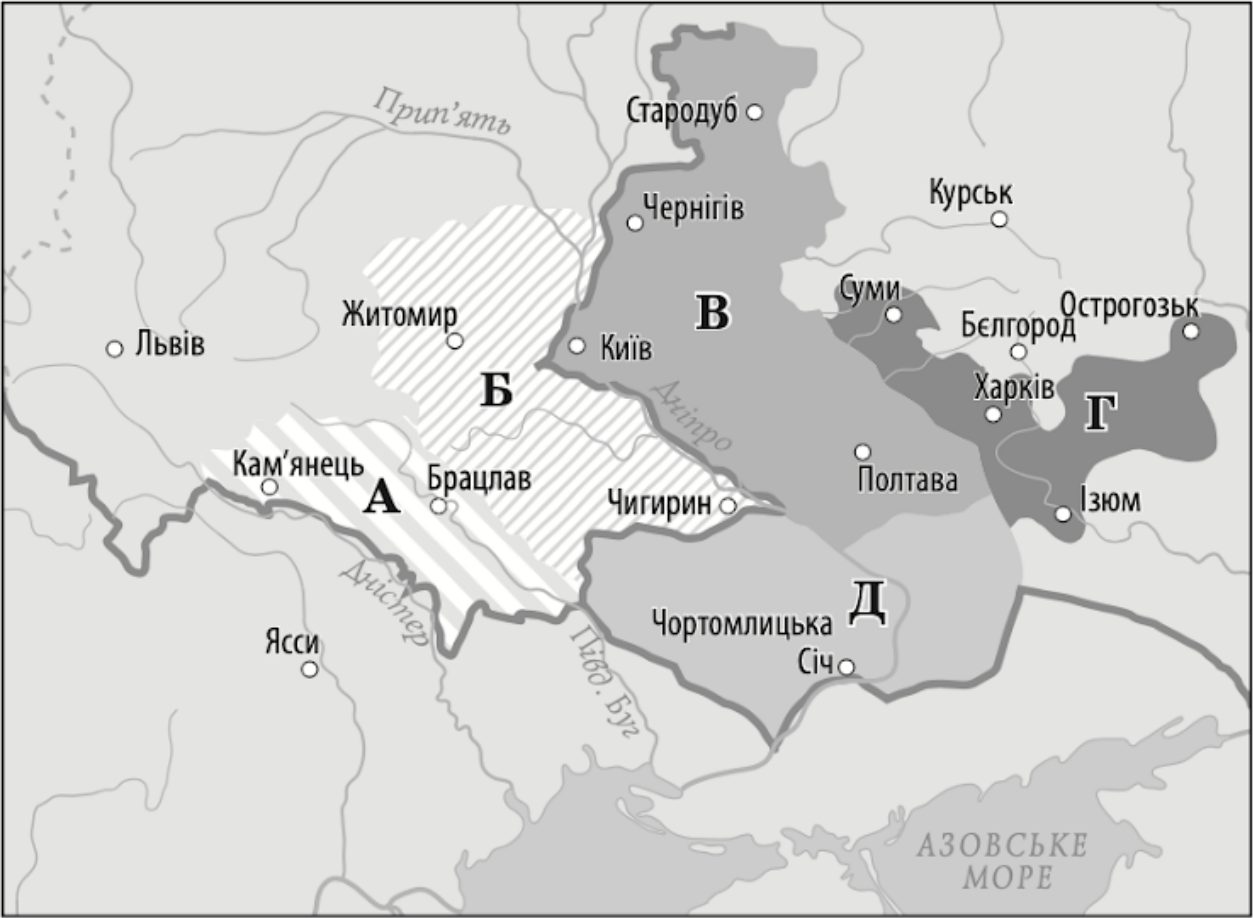 Прип’ять
Стародуб
Чернігів
Курськ
Суми
Острогозьк
Житомир
В
Бєлгород
Львів
Київ
Харків
Б
Дніпро
Г
Кам’янець
Брацлав
А
Полтава
Чигирин
Ізюм
Дністер
Д
Чортомлицька
Січ
Ясси
Півд. Буг
АЗОВСЬКЕ
МОРЕ